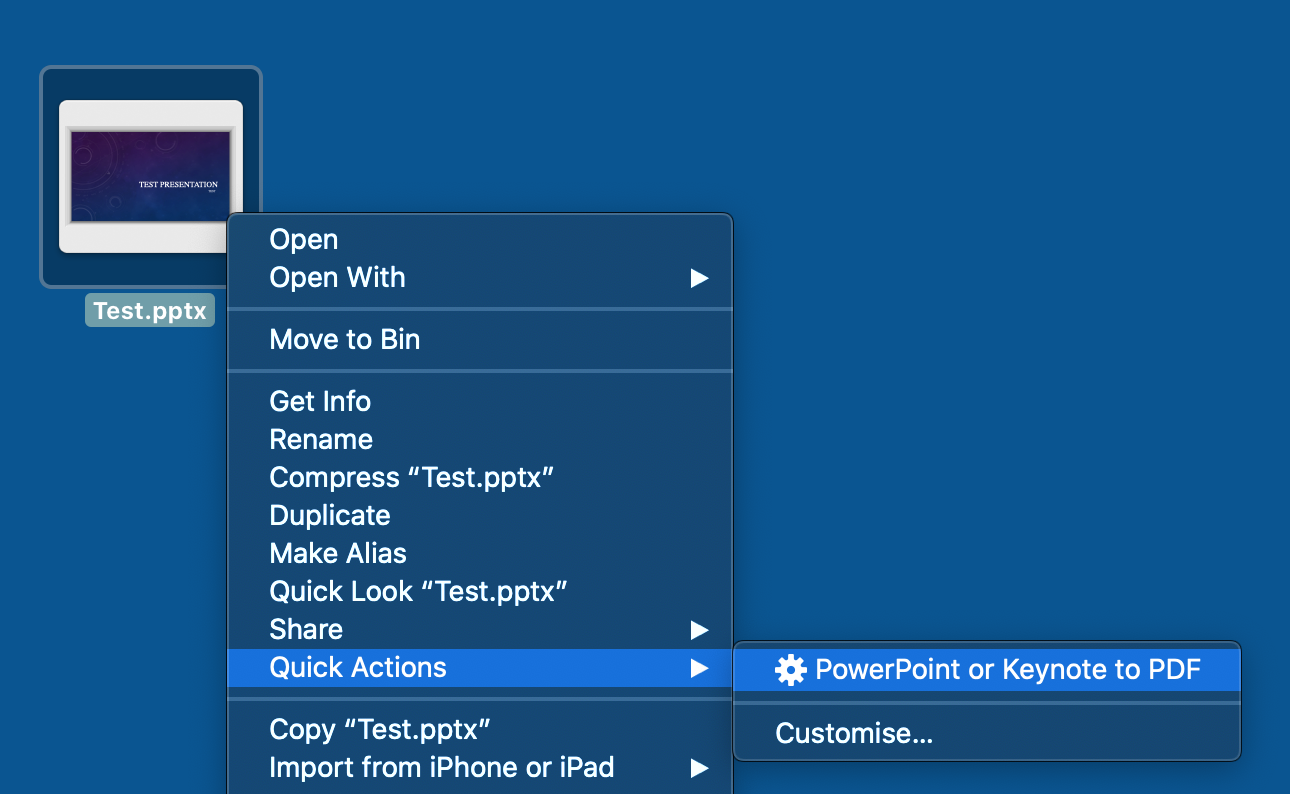 TEST PRESENTATION
Test.pptx
Open
Open With
Move to Bin
Get Info
Rename
Compress “Test.pptx”
Duplicate
Make Alias
Quick Look “Test.pptx”
Share
Quick Actions
PowerPoint or Keynote to PDF
Customise...
Copy “Test.pptx”
Import from iPhone or iPad